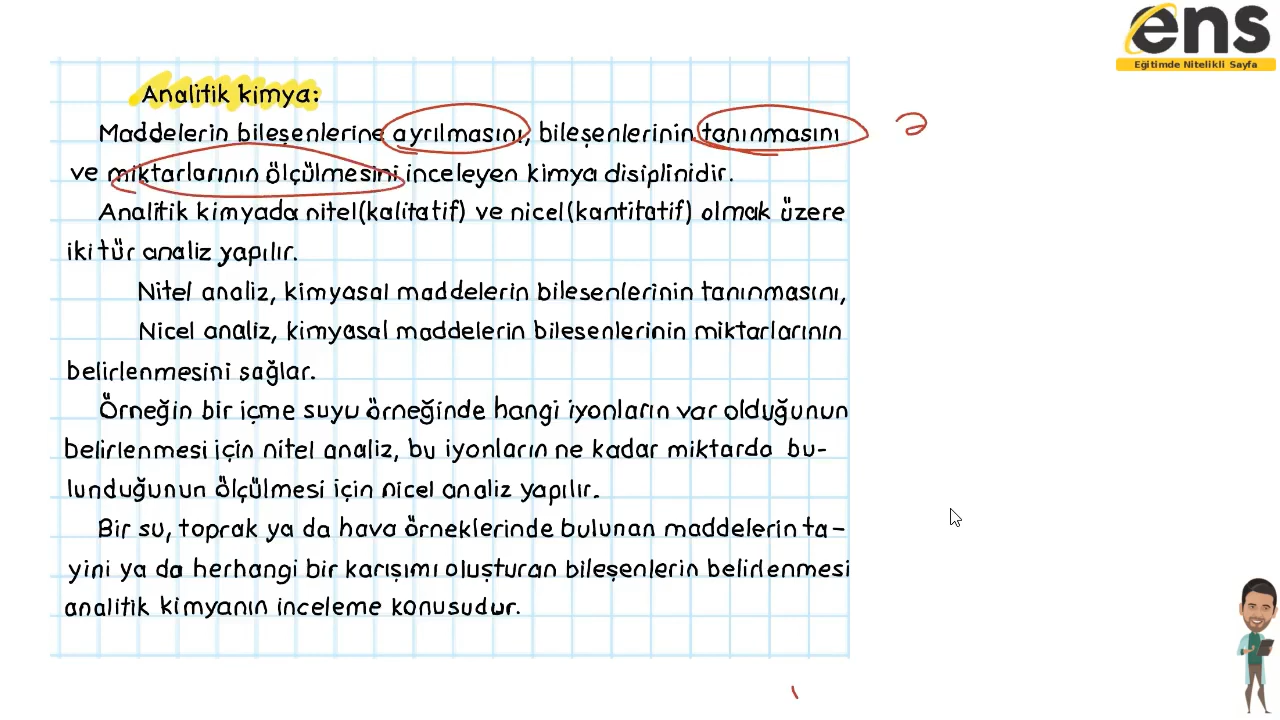 ens
Eğitimde Nitelikli Sayfa
Analitik kimya:
Maddelerin bileşenlerine ayrılmasını, bileşenlerinin tanınmasını
ve miktarlarının ölçülmesini inceleyen kimya disiplinidir.
Analitik kimyada nitel(kalitatif) ve nicel(kantitatif) olmak üzere
iki tür analiz yapılır.
Nitel analiz, kimyasal maddelerin bilesenlerinin tanınmasını,
Nicel analiz, kimyasal maddelerin bilesenlerinin miktarlarının
belirlenmesini sağlar.
Örneğin bir içme suyu örneğinde hangi iyonların var olduğunun
belirlenmesi için nitel analiz, bu iyonların ne kadar miktarda bu-
lunduğunun ölçülmesi için nicel analiz yapılır.
Bir su, toprak ya da hava örneklerinde bulunan maddelerin ta-
yini ya da herhangi bir karışımı oluşturan bileşenlerin belirlenmesi
analitik kimyanın inceleme konusudur.